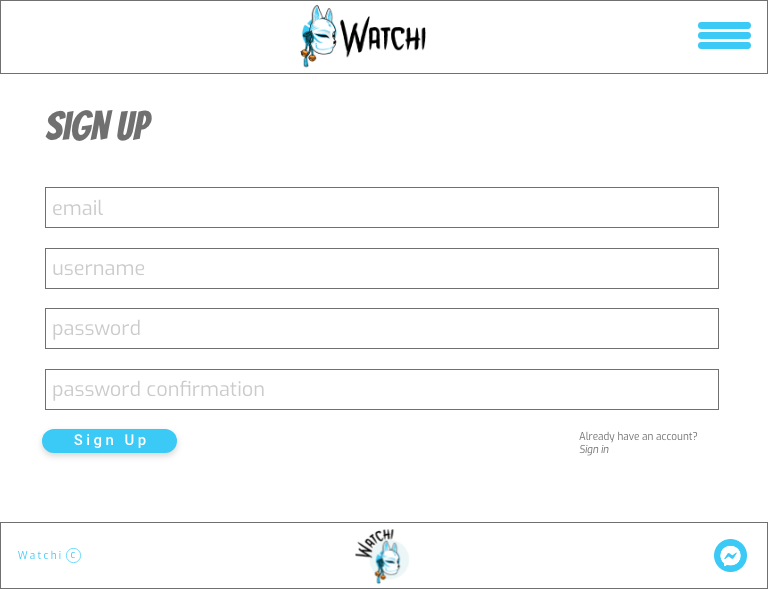 WATCHI
SIGN UP
email
username
password
password confirmation
Sign Up
Already have an account?
Sign in
Watchi ©
WATCHI